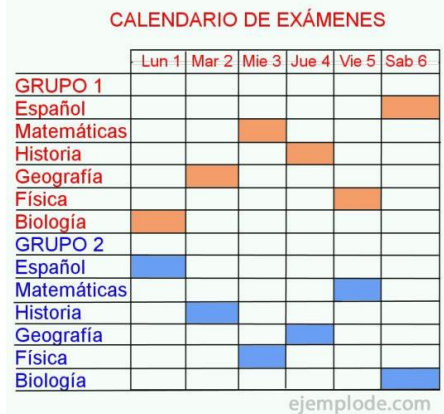 CALENDARIO DE EXÁMENES
Lun 1 Mar 2 Mie 3 Jue 4 Vie 5 Sab 6
GRUPO 1
Español
Matemáticas
Historia
Geografía
Física
Biología
GRUPO 2
Español
Matemáticas
Historia
Geografía
Física
Biología
ejemplode.com